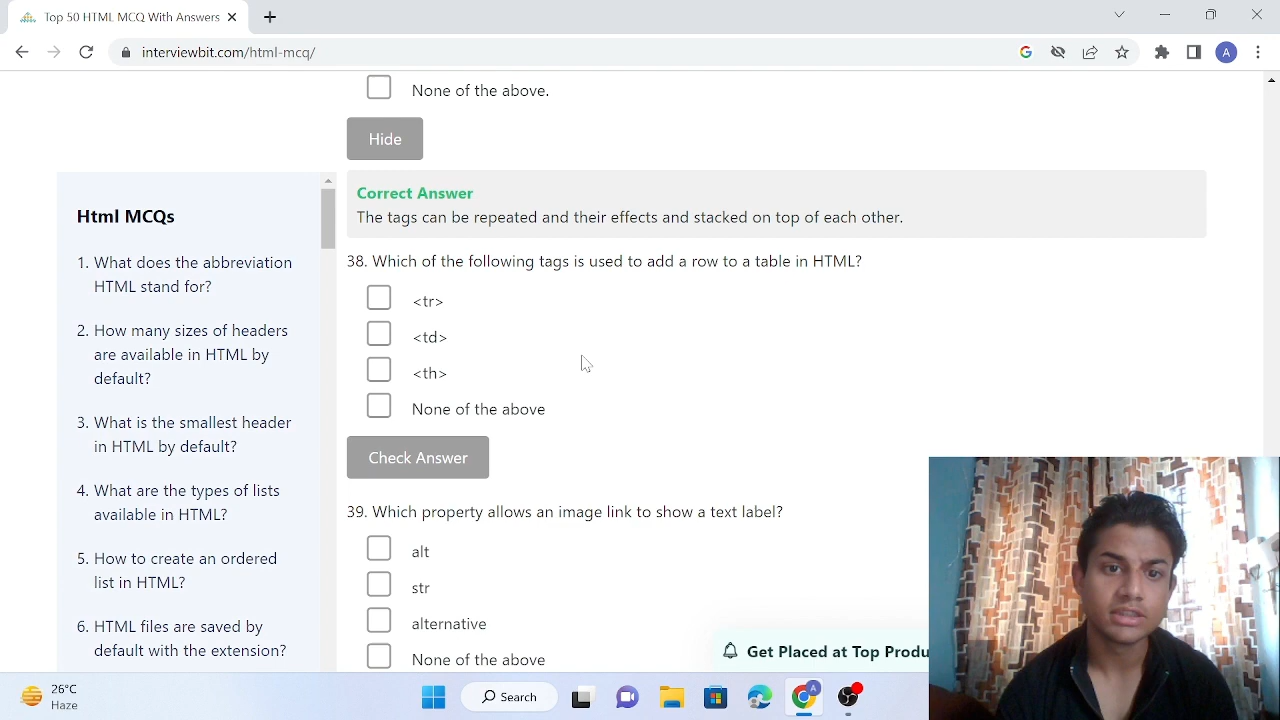 Top 50 HTML MCQ With Answers
interviewbit.com/html-mcq/
A
None of the above.
Hide
Correct Answer
The tags can be repeated and their effects and stacked on top of each other.
Html MCQs
1. What does the abbreviation
HTML stand for?
2. How many sizes of headers
are available in HTML by
default?
3. What is the smallest header
in HTML by default?
4. What are the types of lists
available in HTML?
5. How to create an ordered
list in HTML?
6. HTML files are saved by
default with the extension?
38. Which of the following tags is used to add a row to a table in HTML?
<tr>
<td>
<th>
None of the above
Check Answer
39. Which property allows an image link to show a text label?
alt
str
alternative
None of the above
Get Placed at Top Produ
26°C
Haze
Search
A